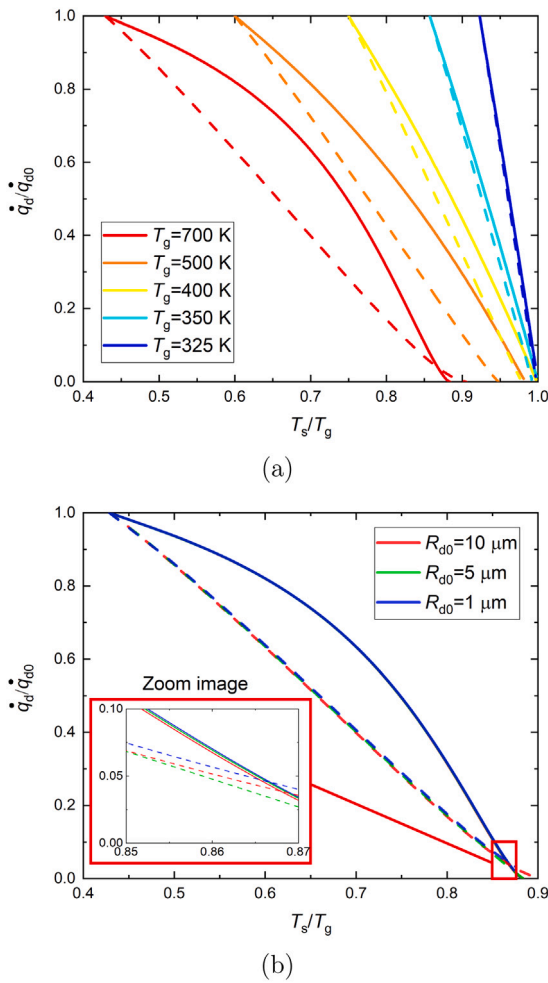 1.0
0.8
0.6
0.4
0.2
0.0
q̇d/q̇d0
Tg=700 K
Tg=500 K
Tg=400 K
Tg=350 K
Tg=325 K
0.4 0.5 0.6 0.7 0.8 0.9 1.0
Ts/Tg
(a)
1.0
0.8
0.6
0.4
0.2
0.0
q̇d/q̇d0
Rd0=10 μm
Rd0=5 μm
Rd0=1 μm
Zoom image
0.10
0.05
0.00
0.85 0.86 0.87
0.4 0.5 0.6 0.7 0.8 0.9 1.0
Ts/Tg
(b)